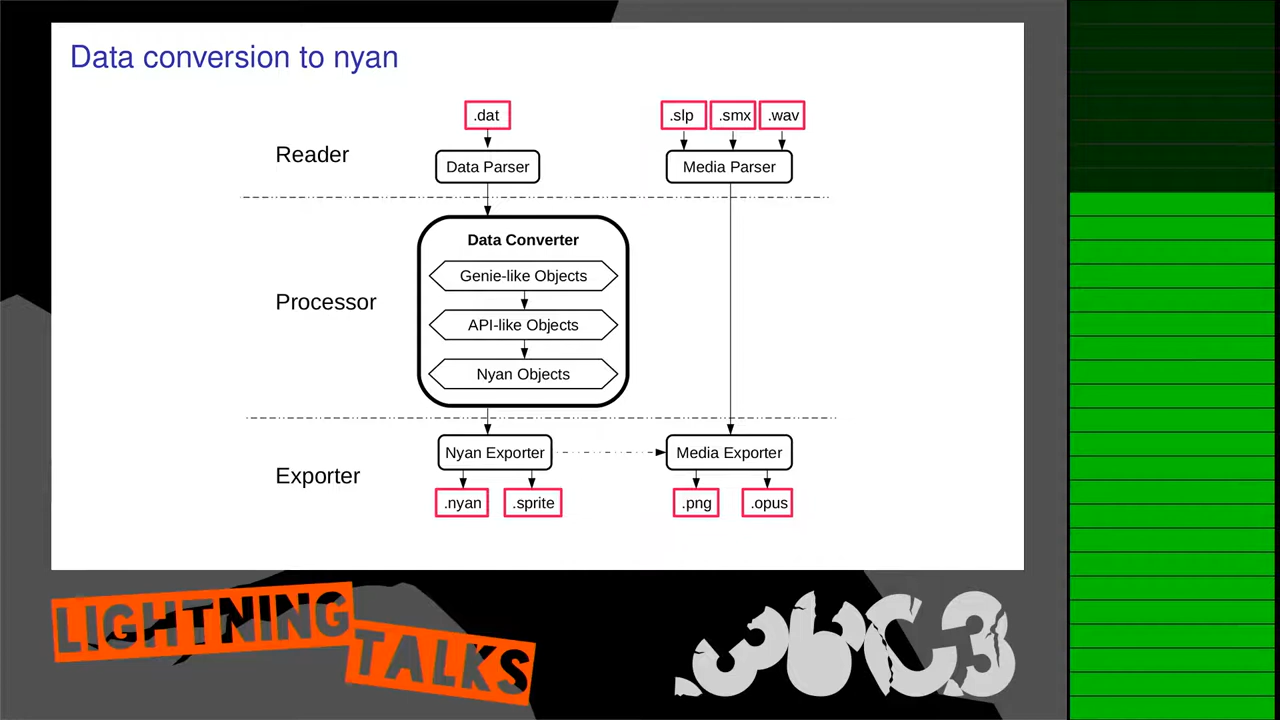 Data conversion to nyan
.dat
.slp
.smx
.wav
Reader
Data Parser
Media Parser
Data Converter
Genie-like Objects
Processor
API-like Objects
Nyan Objects
Nyan Exporter
Media Exporter
Exporter
.nyan
.sprite
.png
.opus
LIGHTNING
TALKS
36C3